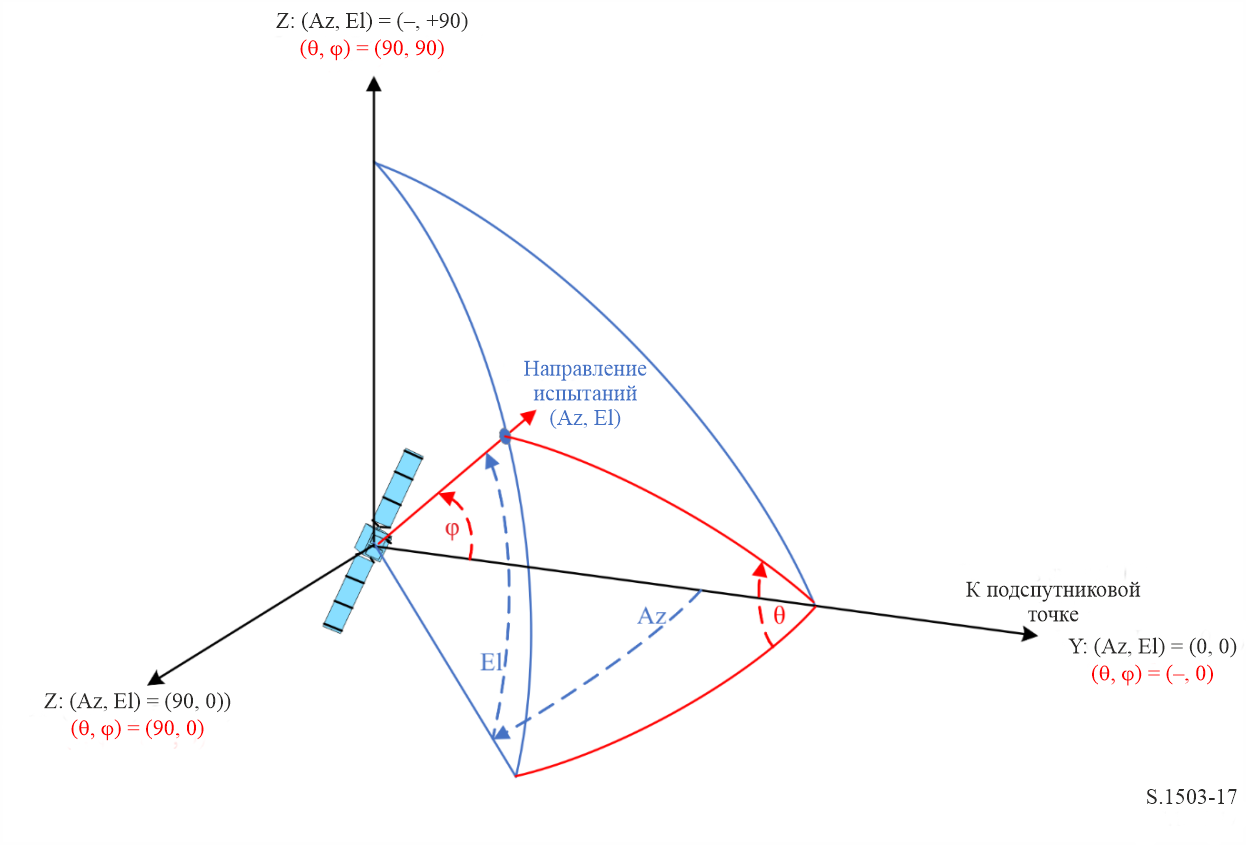 Z: (Az, El) = (–, +90)
(θ, φ) = (90, 90)
Направление
испытаний
(Az, El)
φ
К подспутниковой
точке
Az
θ
Y: (Az, El) = (0, 0)
(θ, φ) = (–, 0)
El
Z: (Az, El) = (90, 0))
(θ, φ) = (90, 0)
S.1503-17